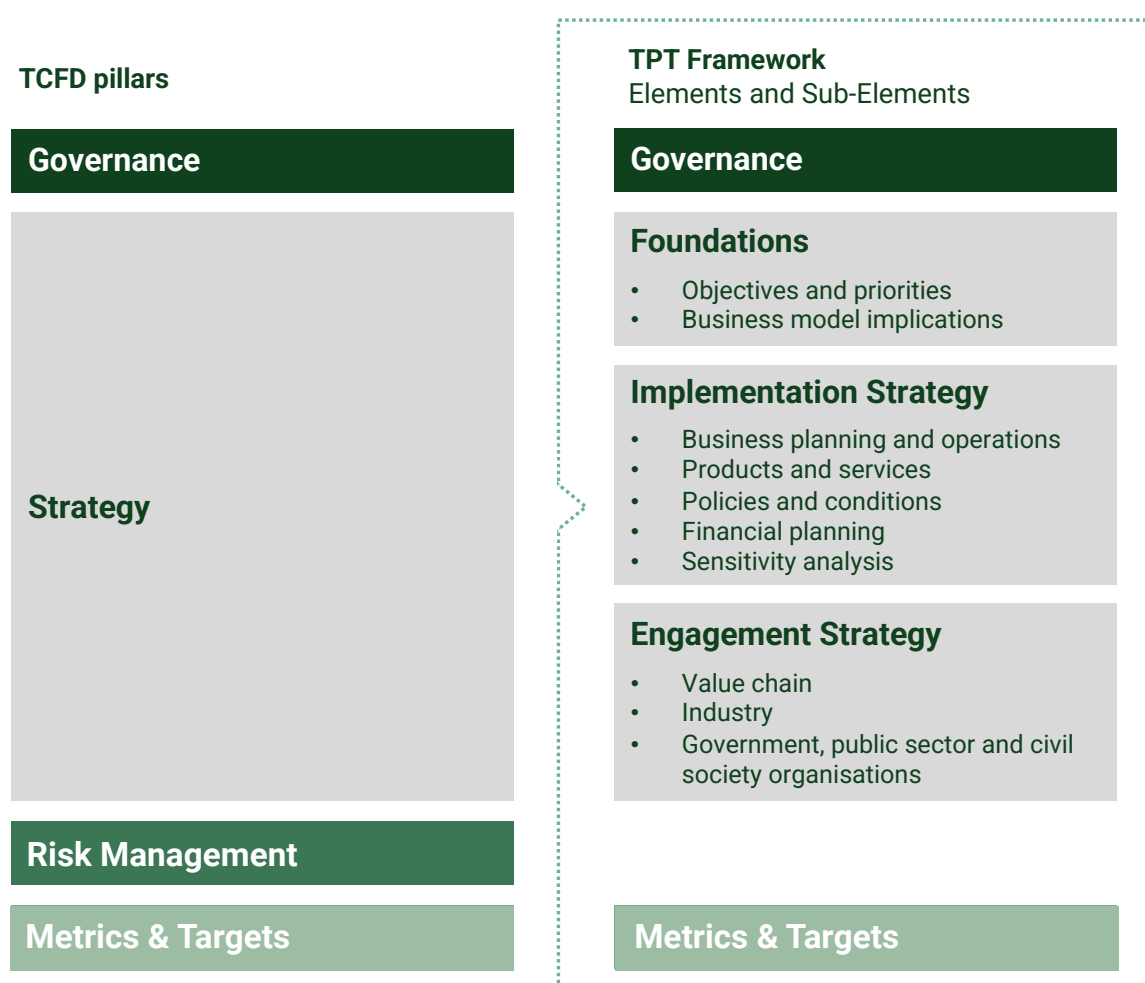 TCFD pillars
Governance
Strategy
Risk Management
Metrics & Targets
TPT Framework
Elements and Sub-Elements
Governance
Foundations
• Objectives and priorities
• Business model implications
Implementation Strategy
• Business planning and operations
• Products and services
• Policies and conditions
• Financial planning
• Sensitivity analysis
Engagement Strategy
• Value chain
• Industry
• Government, public sector and civil
society organisations
Metrics & Targets